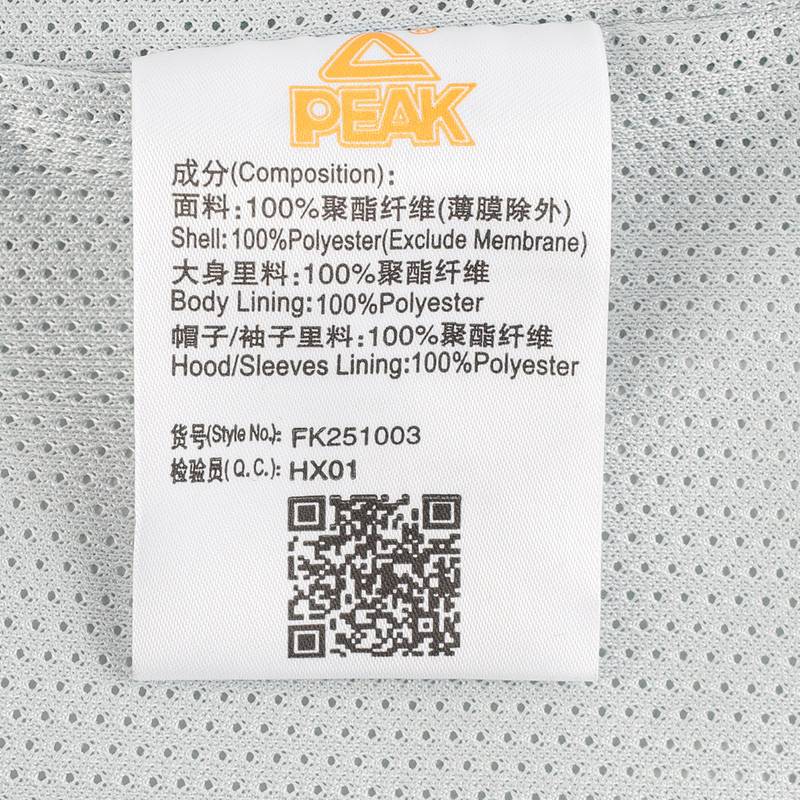 PEAK
成分(Composition):
面料:100%聚酯纤维(薄膜除外)
Shell:100%Polyester(Exclude Membrane)
大身里料:100%聚酯纤维
Body Lining:100%Polyester
帽子/袖子里料:100%聚酯纤维
Hood/Sleeves Lining:100%Polyester
货号(Style No.): FK251003
检验员(Q.C.): HX01